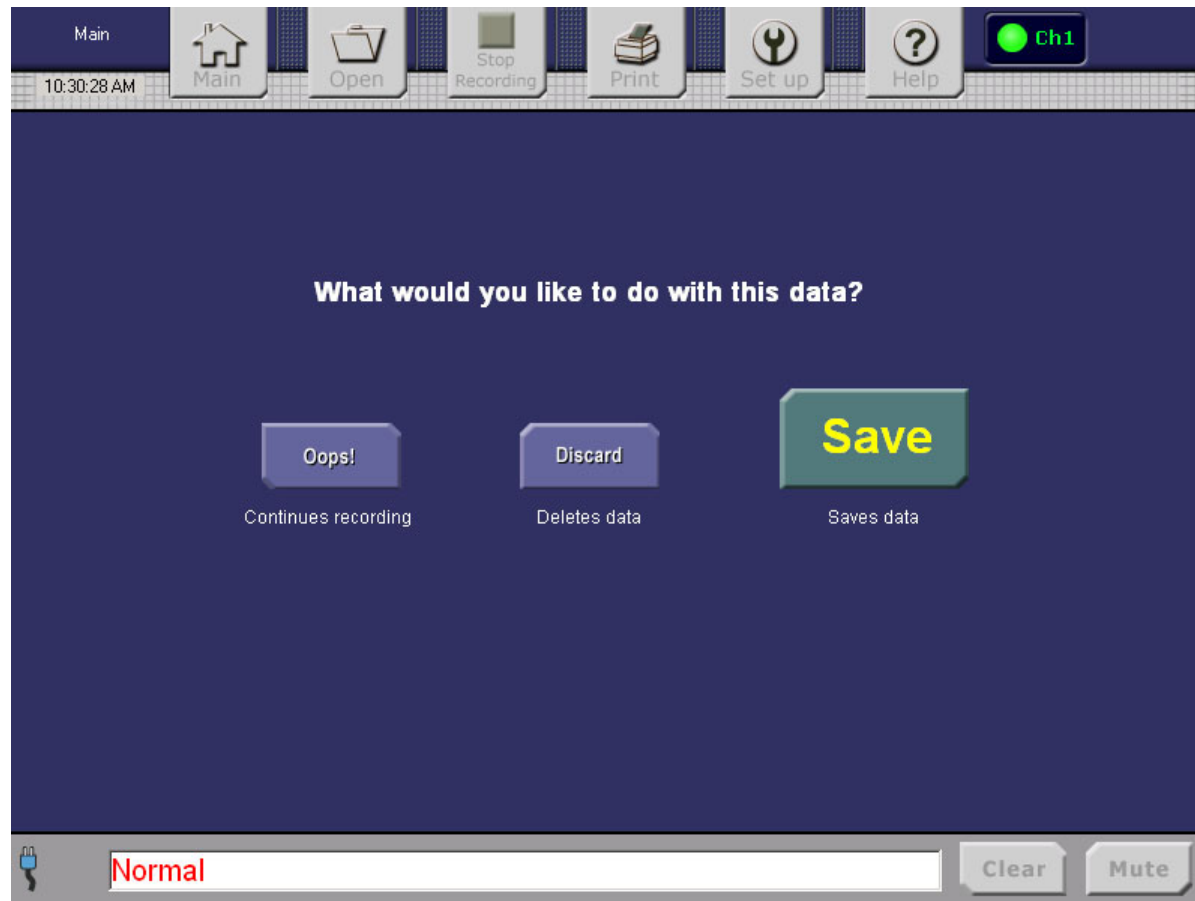 Main
10:30:28 AM
Main
Open
Stop
Recording
Print
Set up
?
Help
Ch1
What would you like to do with this data?
Oops!
Discard
Save
Continues recording
Deletes data
Saves data
Normal
Clear
Mute